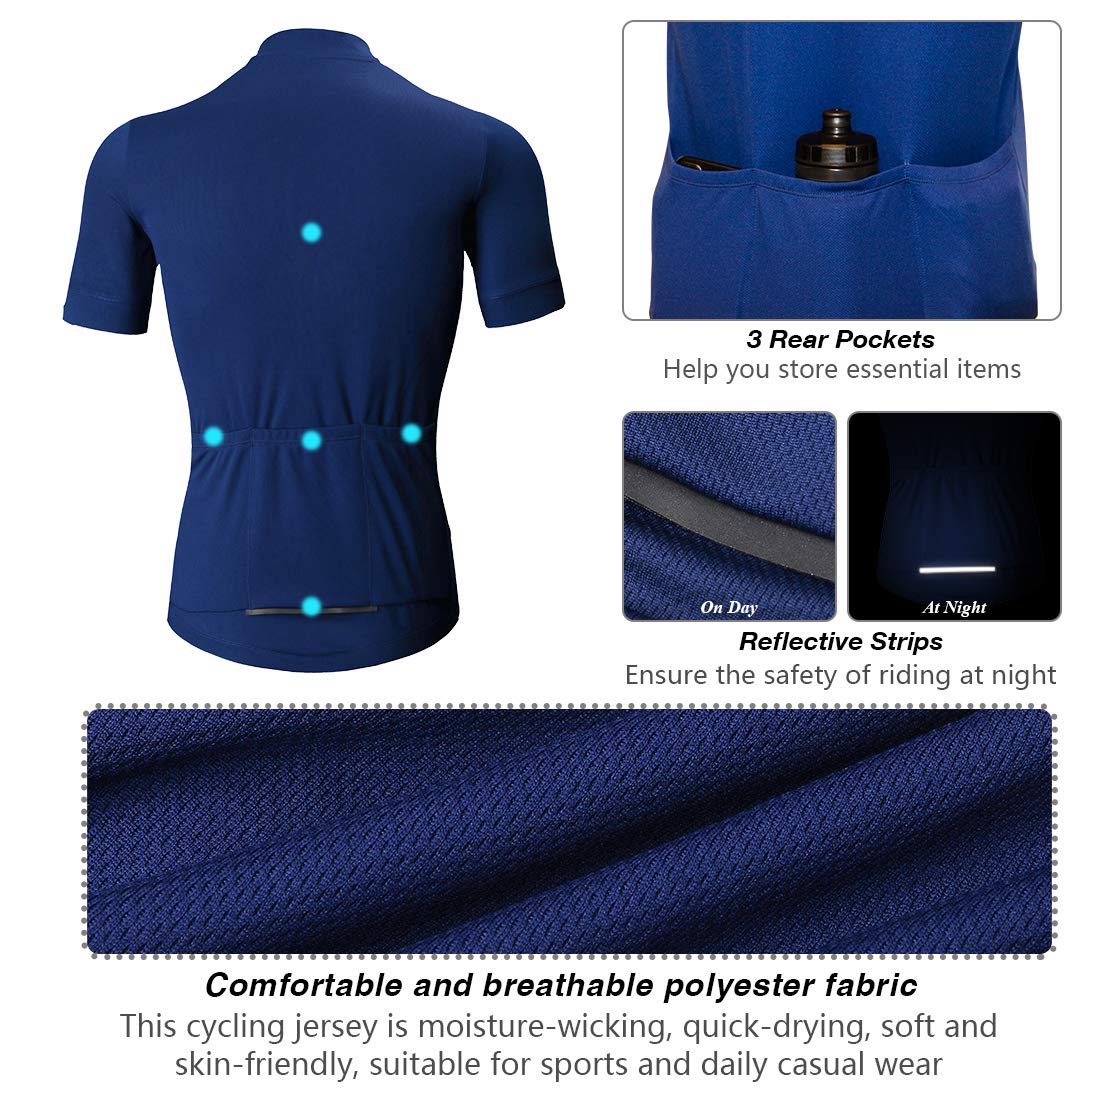 3 Rear Pockets
Help you store essential items
On Day
At Night
Reflective Strips
Ensure the safety of riding at night
Comfortable and breathable polyester fabric
This cycling jersey is moisture-wicking, quick-drying, soft and
skin-friendly, suitable for sports and daily casual wear